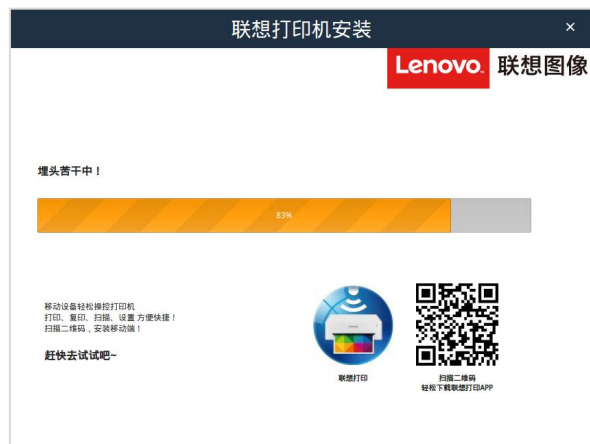 联想打印机安装
×
Lenovo 联想图像
埋头苦干中！
83%
移动设备轻松操控打印机
打印、复印、扫描、设置 方便快捷！
扫描二维码，安装移动端！
赶快去试试吧~
联想打印
扫描二维码
轻松下载联想打印APP